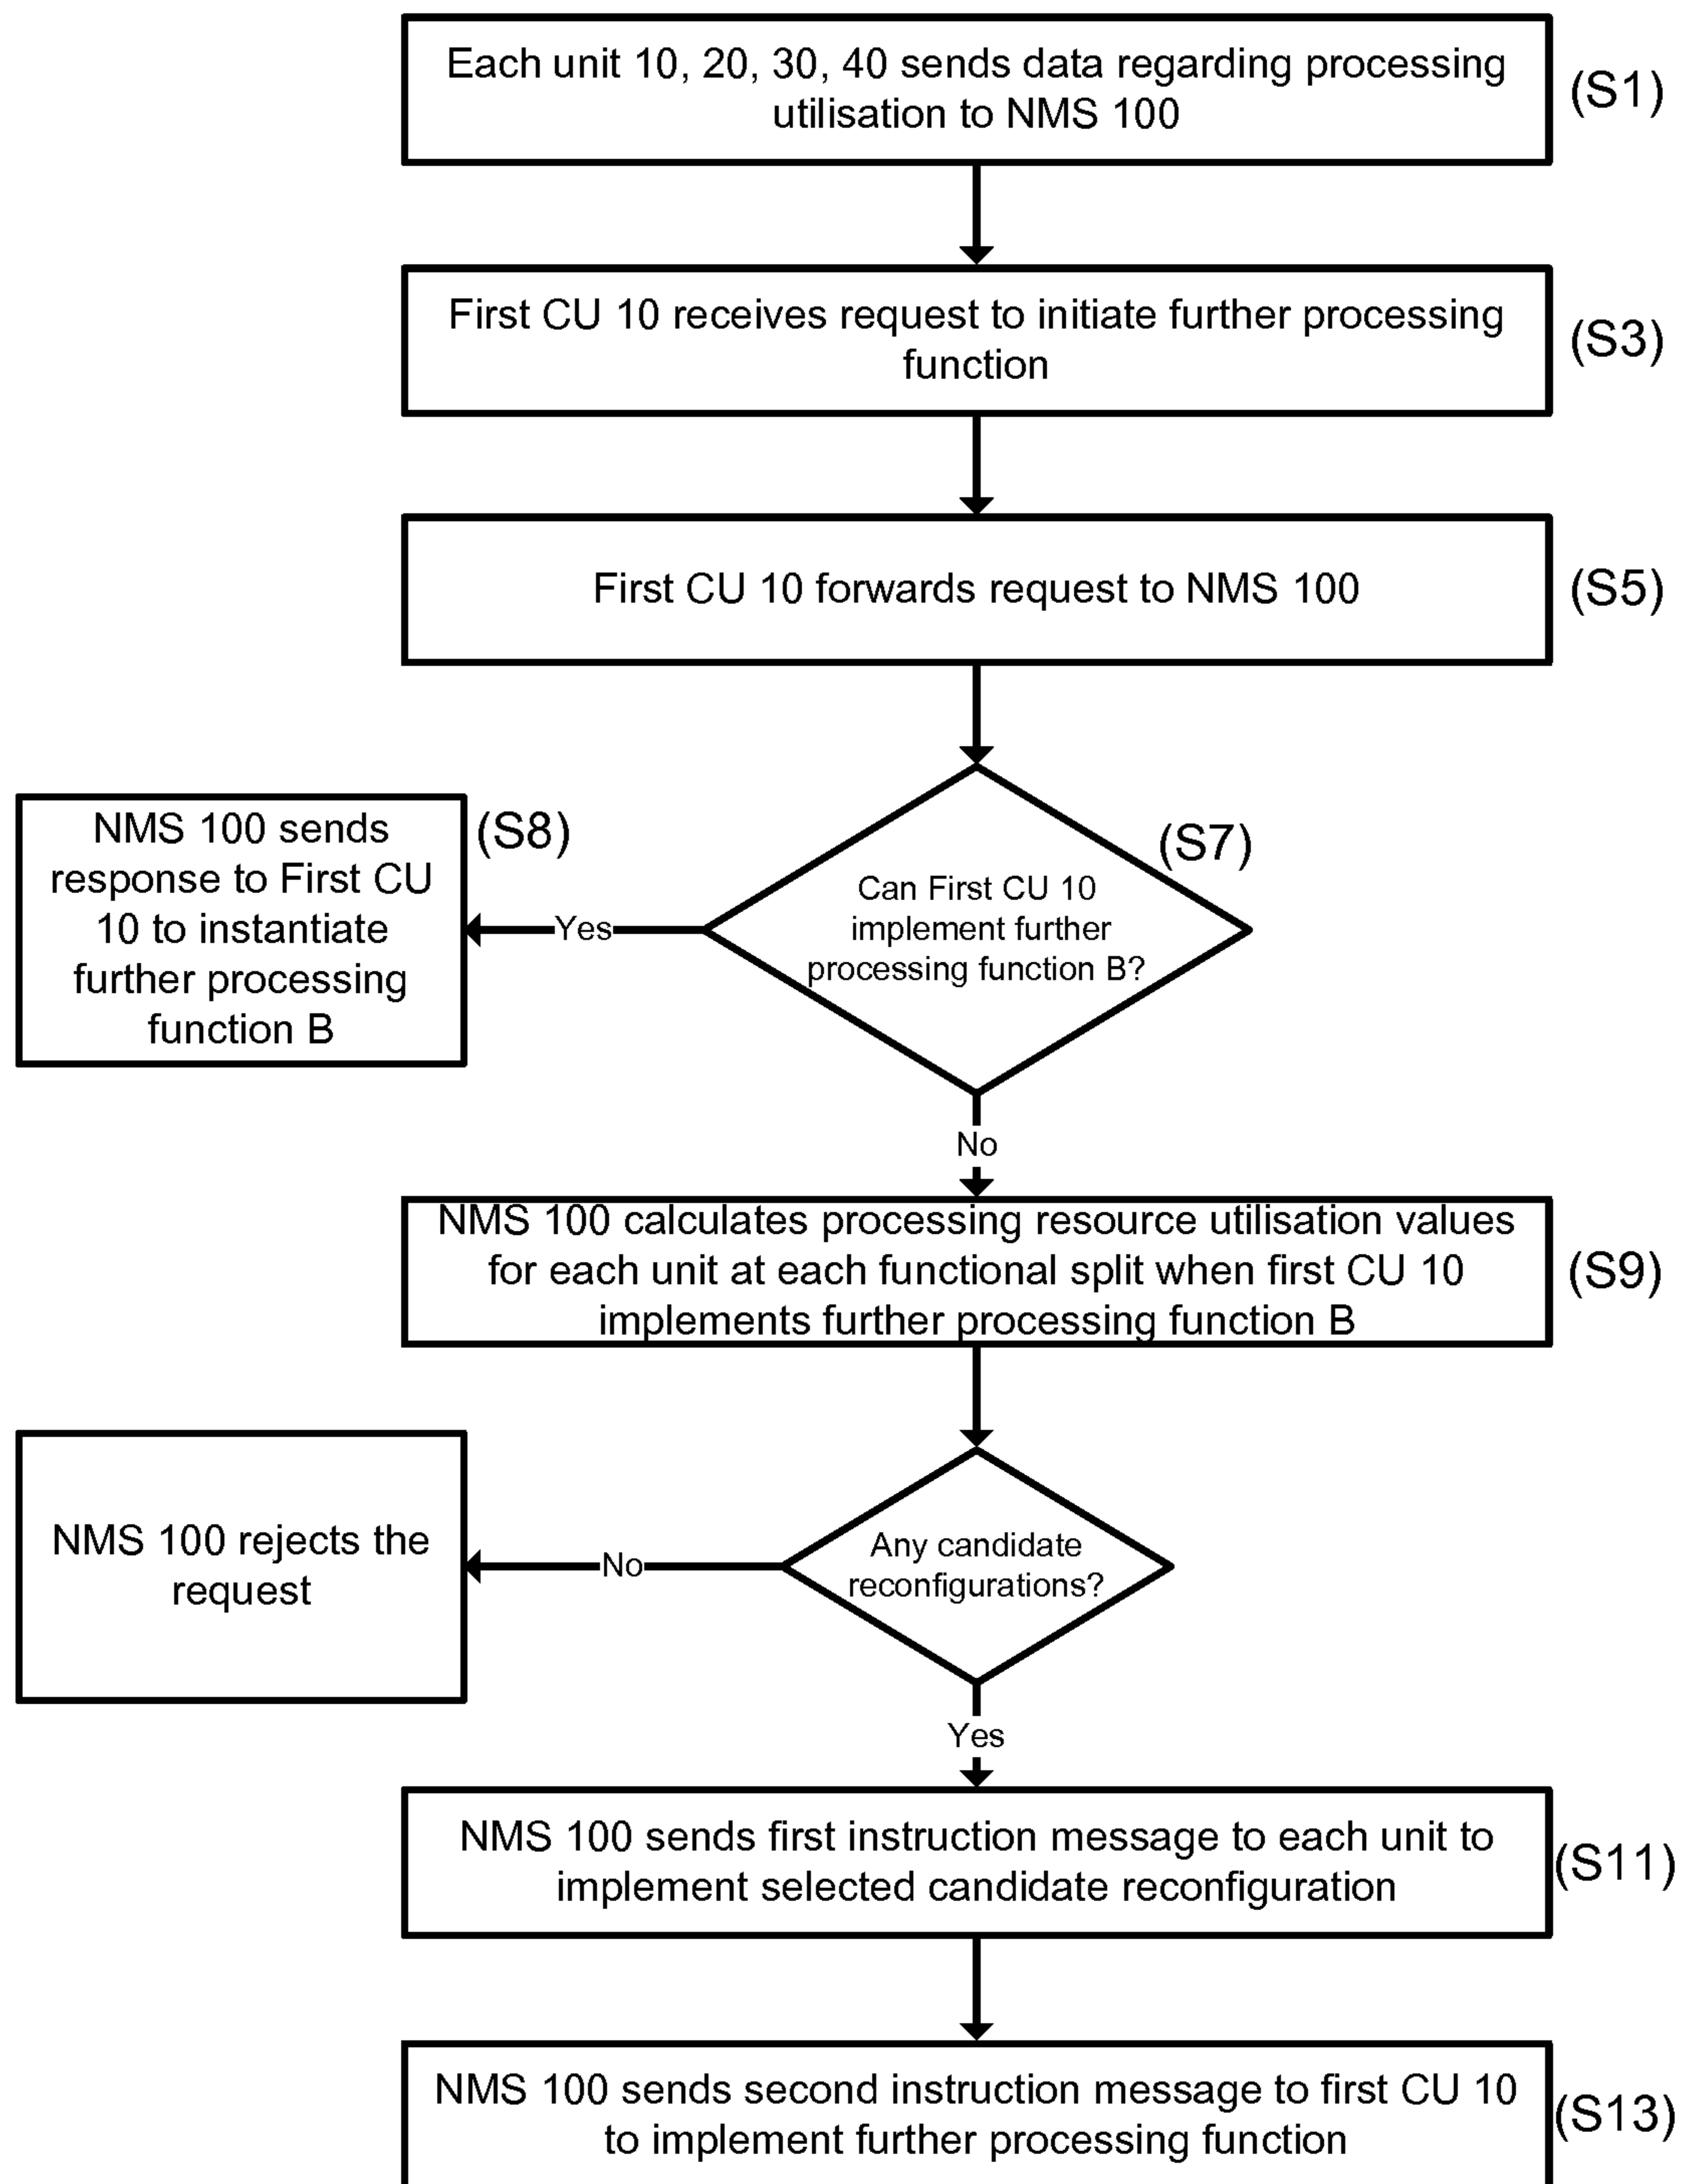 Each unit 10, 20, 30, 40 sends data regarding processing
utilisation to NMS 100
(S1)
First CU 10 receives request to initiate further processing
function
(S3)
First CU 10 forwards request to NMS 100
(S5)
NMS 100 sends
response to First CU
10 to instantiate
further processing
function B
(S8)
Yes
(S7)
Can First CU 10
implement further
processing function B?
No
NMS 100 calculates processing resource utilisation values
for each unit at each functional split when first CU 10
implements further processing function B
(S9)
NMS 100 rejects the
request
No
Any candidate
reconfigurations?
Yes
NMS 100 sends first instruction message to each unit to
implement selected candidate reconfiguration
(S11)
NMS 100 sends second instruction message to first CU 10
to implement further processing function
(S13)